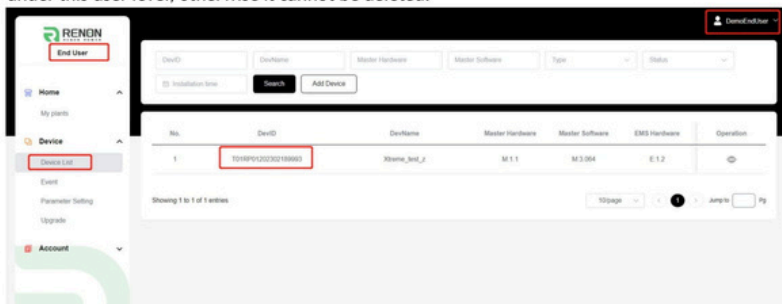 under this user level, otherwise it cannot be deleted.
RENON
End User
DemoEndUser
DevID DevName Master Hardware Master Software Type Status
Installation time Search Add Device
Home
My plants
Device
Device List
Event
Parameter Setting
Upgrade
Account
No. DevID DevName Master Hardware Master Software EMS Hardware Operation
1 Xtreme_test_z M:1.1 M:3.064 E:1.2
Showing 1 to 1 of 1 entries
10/page 1 Jump to Pg